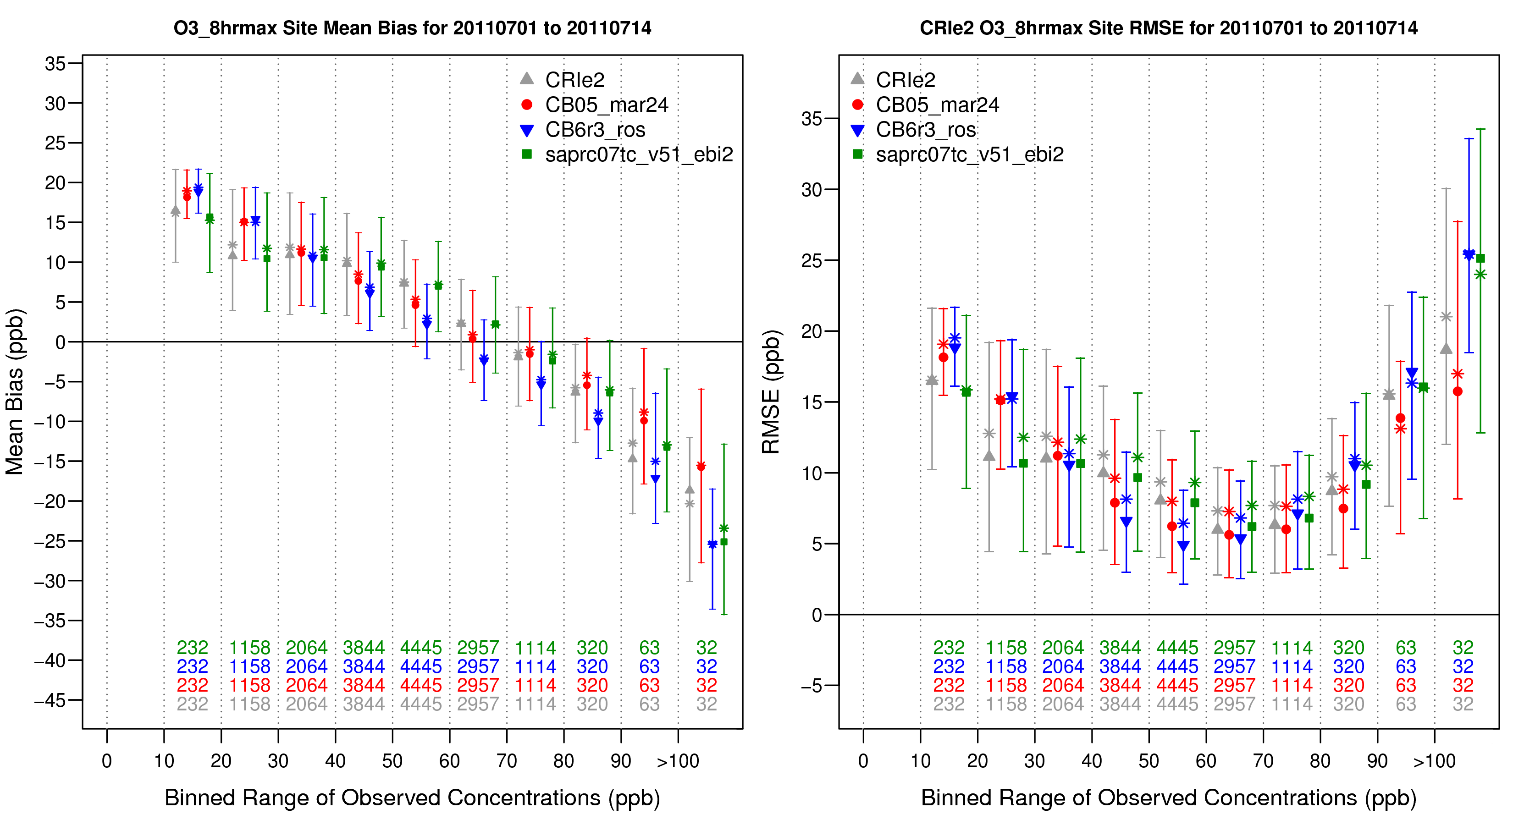 O3_8hrmax Site Mean Bias for 20110701 to 20110714
35
30
25
20
15
10
5
0
−5
−10
−15
−20
−25
−30
−35
−40
−45
Mean Bias (ppb)
CRIe2
CB05_mar24
CB6r3_ros
saprc07tc_v51_ebi2
232 1158 2064 3844 4445 2957 1114 320 63 32
232 1158 2064 3844 4445 2957 1114 320 63 32
232 1158 2064 3844 4445 2957 1114 320 63 32
232 1158 2064 3844 4445 2957 1114 320 63 32
0 10 20 30 40 50 60 70 80 90 >100
Binned Range of Observed Concentrations (ppb)
CRIe2 O3_8hrmax Site RMSE for 20110701 to 20110714
35
30
25
20
15
10
5
0
−5
RMSE (ppb)
CRIe2
CB05_mar24
CB6r3_ros
saprc07tc_v51_ebi2
232 1158 2064 3844 4445 2957 1114 320 63 32
232 1158 2064 3844 4445 2957 1114 320 63 32
232 1158 2064 3844 4445 2957 1114 320 63 32
232 1158 2064 3844 4445 2957 1114 320 63 32
0 10 20 30 40 50 60 70 80 90 >100
Binned Range of Observed Concentrations (ppb)